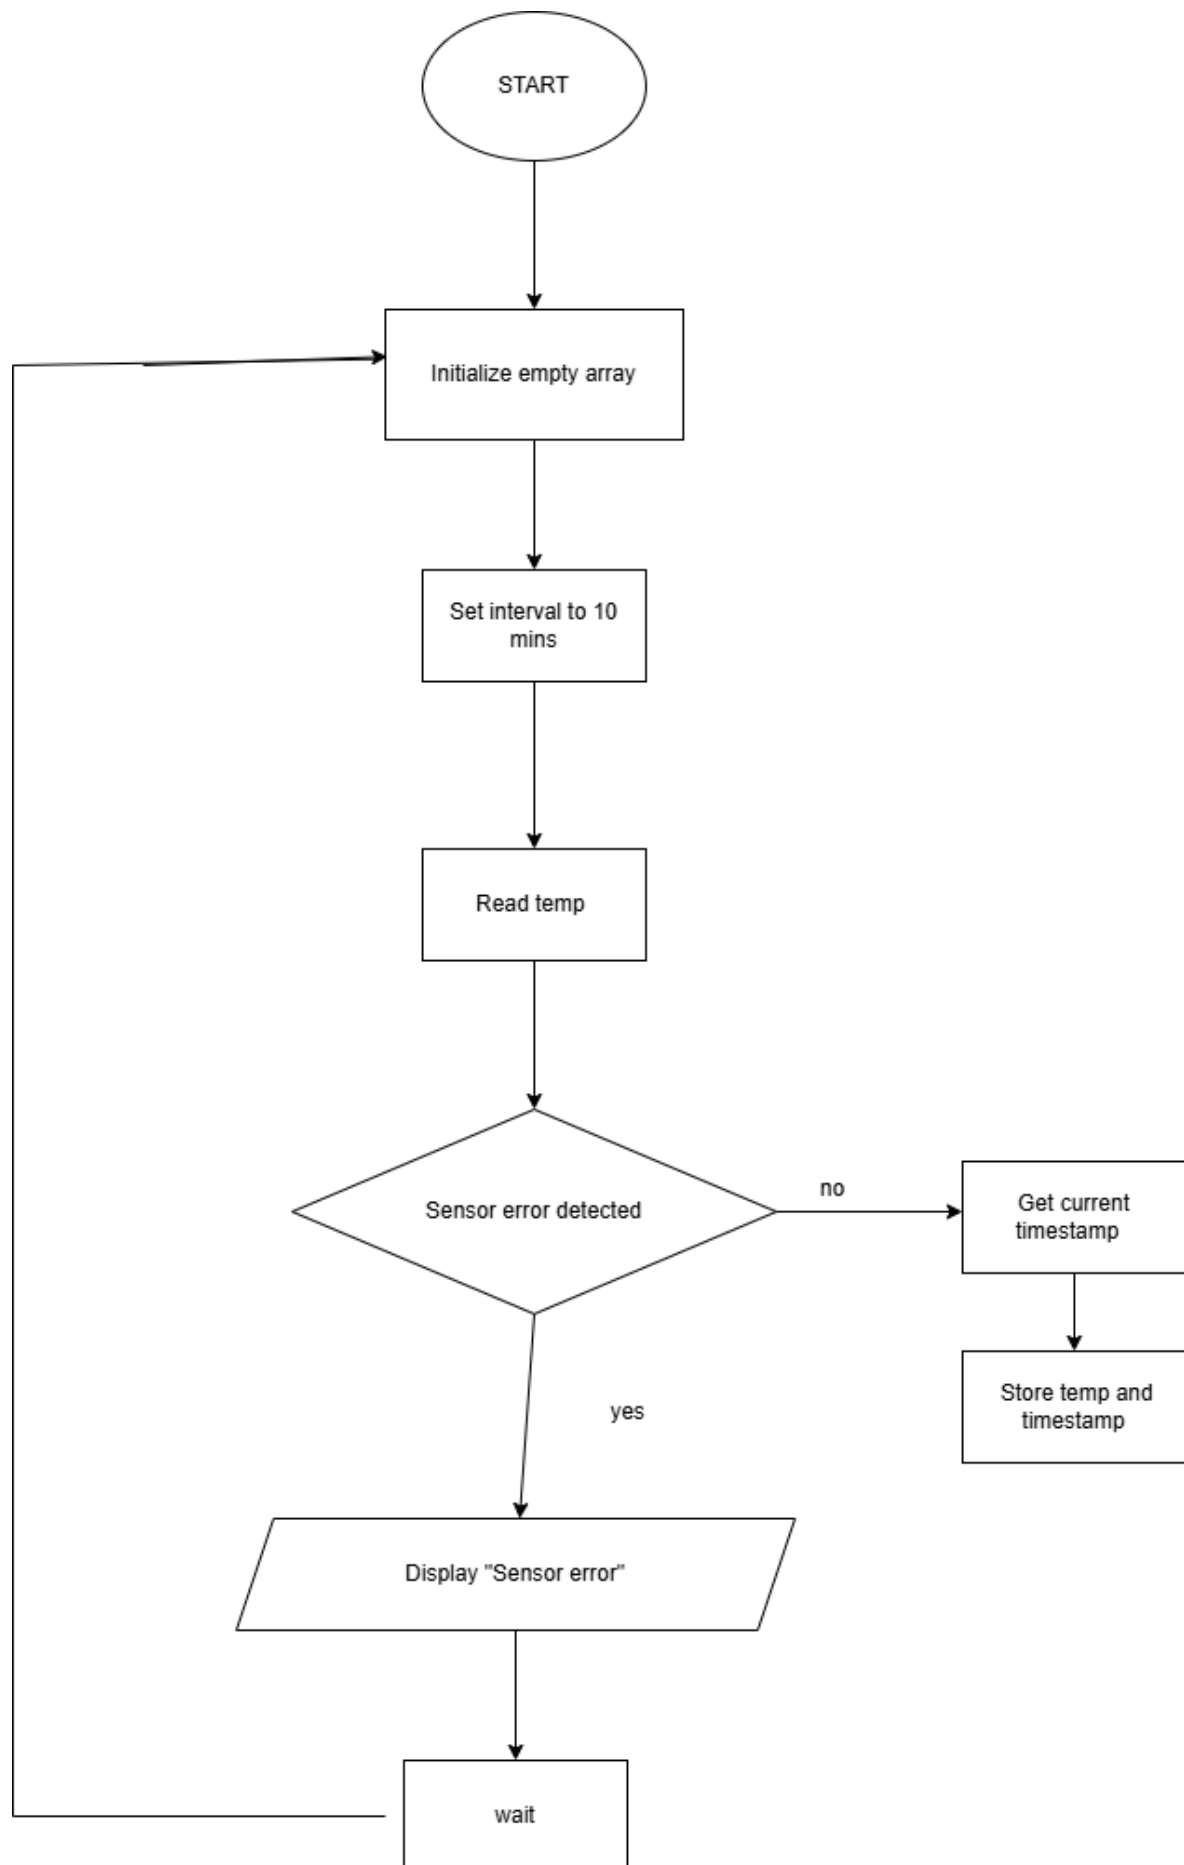 START
Initialize empty array
Set interval to 10
mins
Read temp
Sensor error detected
no
Get current
timestamp
Store temp and
timestamp
yes
Display "Sensor error"
wait